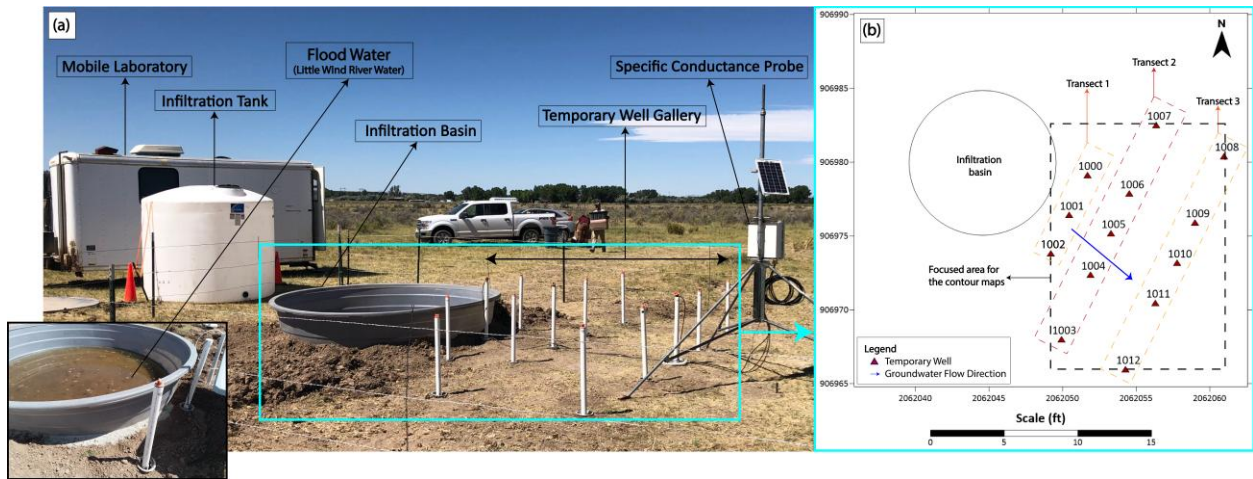 (a)
Mobile Laboratory
Infiltration Tank
Flood Water
(Little Wind River Water)
Infiltration Basin
Specific Conductance Probe
Temporary Well Gallery
(b)
N
906990
906985
906980
906975
906970
906965
2062040
2062045
2062050
2062055
2062060
Transect 1
Transect 2
Transect 3
Infiltration
basin
1007
1008
1000
1006
1001
1009
1005
1002
1010
1004
1011
1003
1012
Focused area for
the contour maps
Legend
Temporary Well
Groundwater Flow Direction
Scale (ft)
0
5
10
15